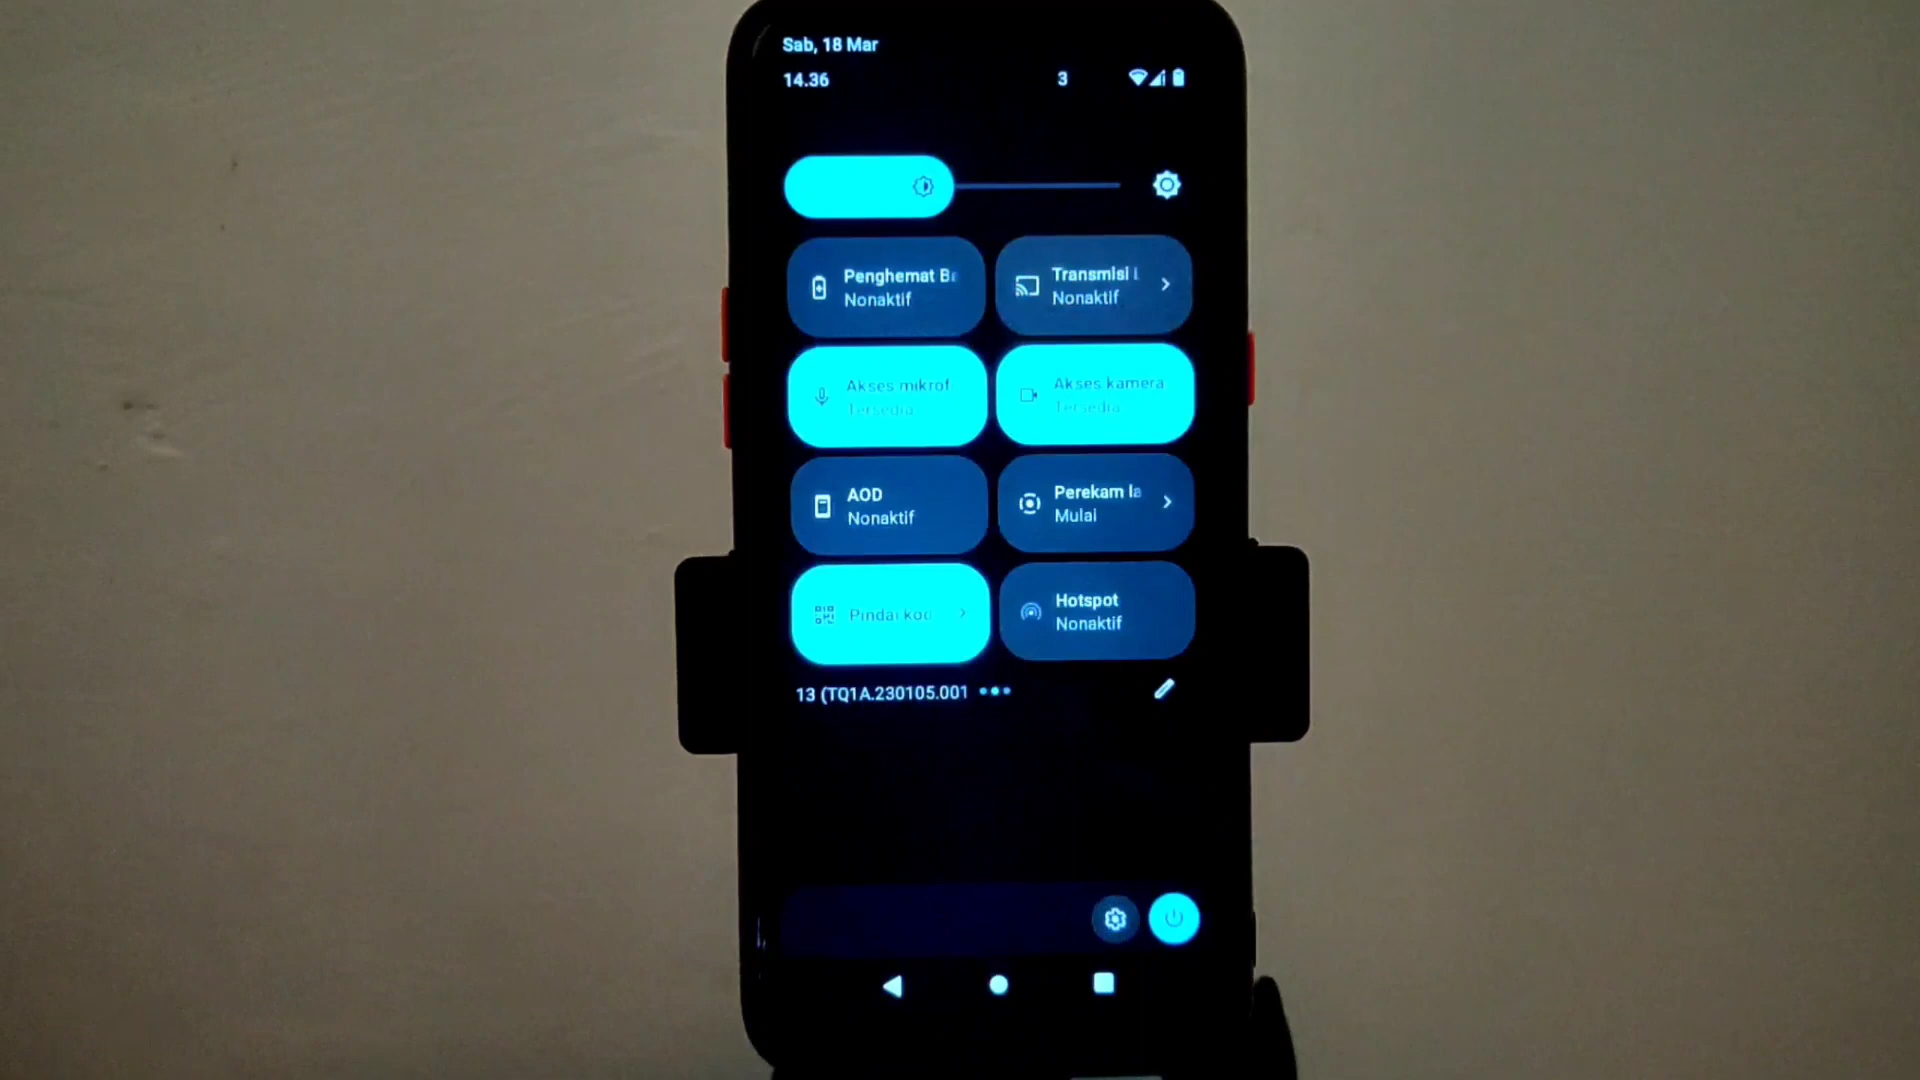 Sab, 18 Mar
14.36
3
Penghemat Ba
Nonaktif
Transmisi
Nonaktif
Akses mikrof
Tersedia
Akses kamera
Tersedia
AOD
Nonaktif
Perekam la
Mulai
Pindai kod
Hotspot
Nonaktif
13 (TQ1A.230105.001